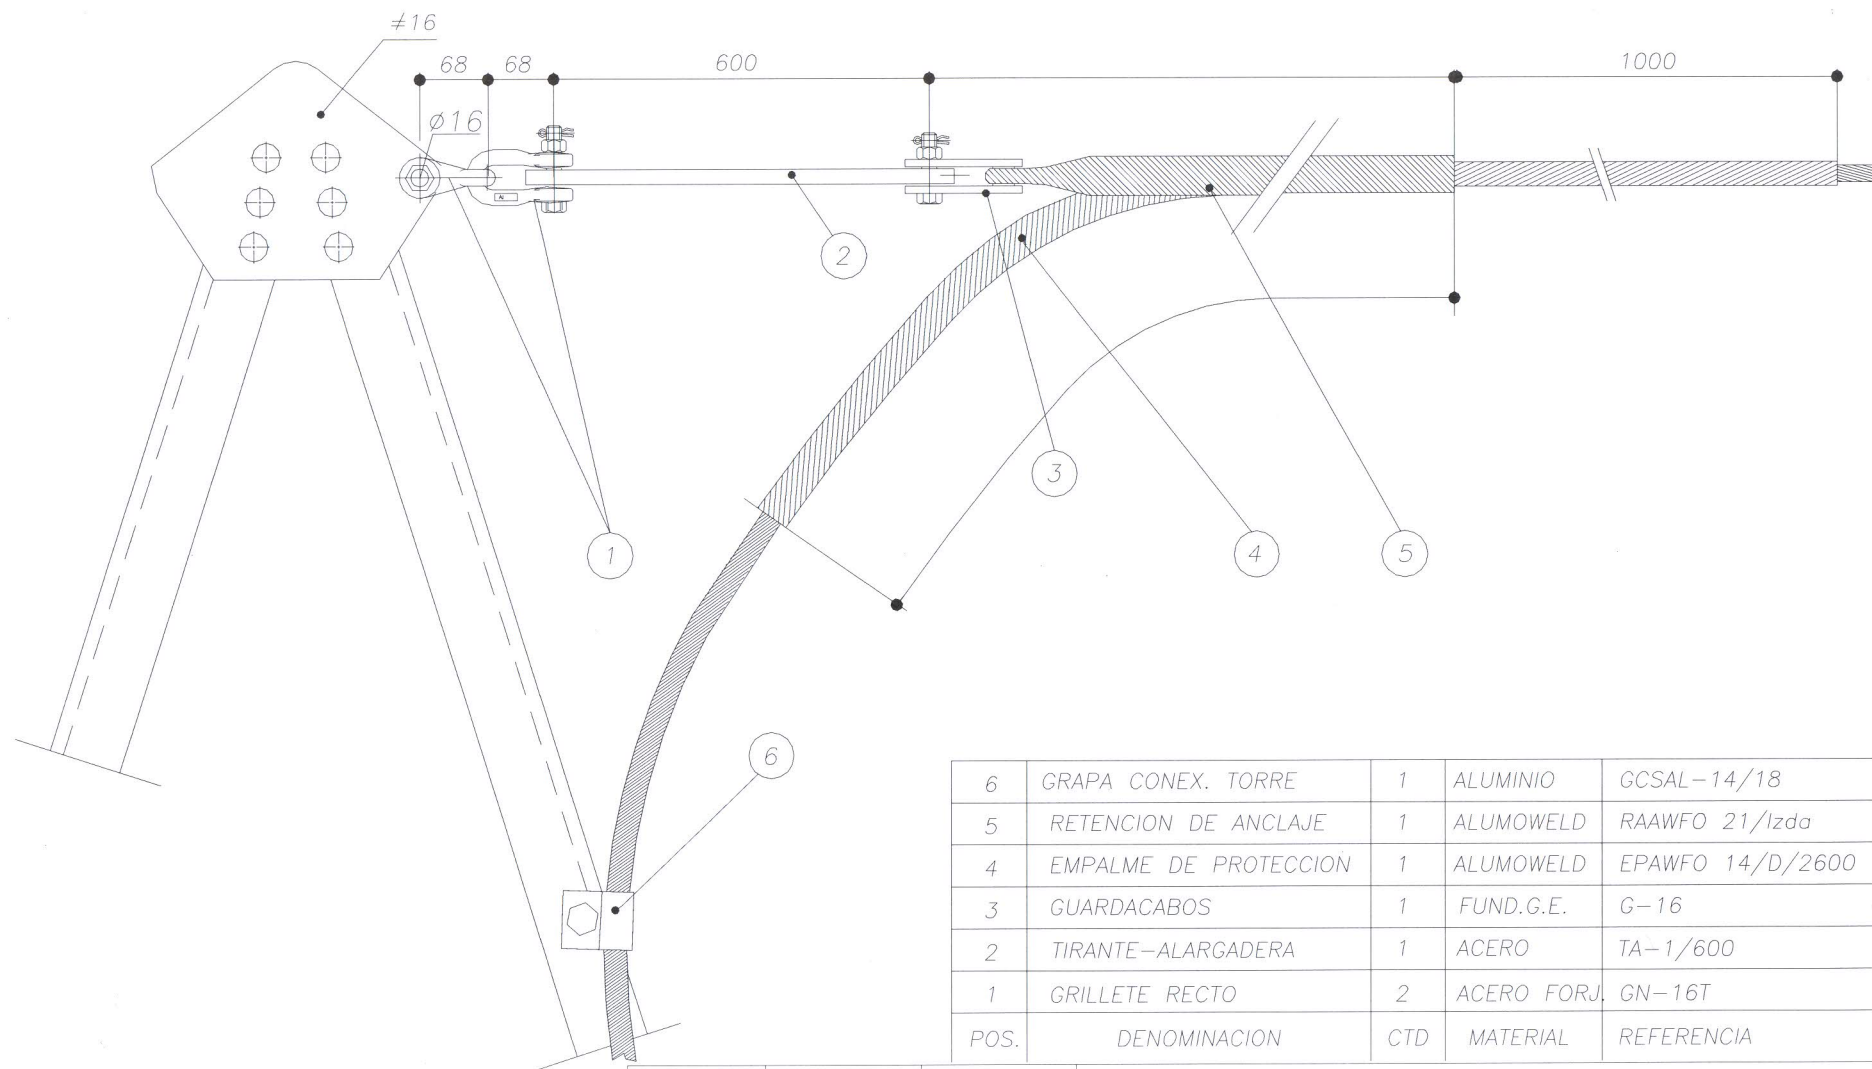 ≠16
68 68 600 1000
ø16
2
3
1
4
5
6
6 GRAPA CONEX. TORRE 1 ALUMINIO GCSAL-14/18
5 RETENCION DE ANCLAJE 1 ALUMOWELD RAAWFO 21/Izda
4 EMPALME DE PROTECCION 1 ALUMOWELD EPAWFO 14/D/2600
3 GUARDACABOS 1 FUND.G.E. G-16
2 TIRANTE-ALARGADERA 1 ACERO TA-1/600
1 GRILLETE RECTO 2 ACERO FORJ. GN-16T
POS. DENOMINACION CTD MATERIAL REFERENCIA